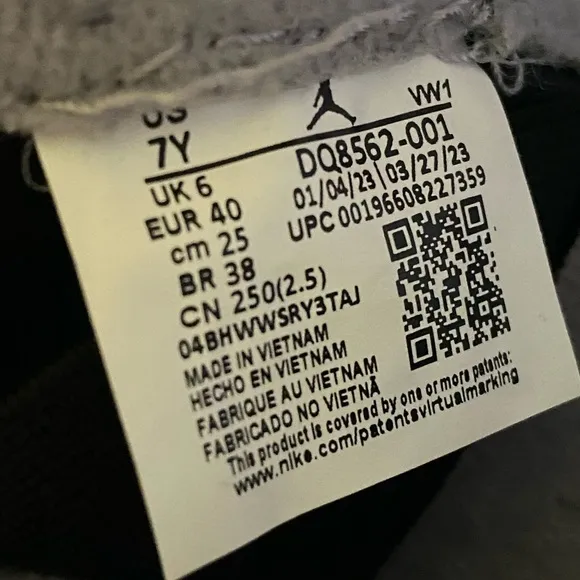 US
7Y
UK 6
EUR 40
cm 25
BR 38
CN 250(2.5)
04BHWWSRY3TAJ
MADE IN VIETNAM
HECHO EN VIETNAM
FABRIQUE AU VIETNAM
FABRICADO NO VIETNÃ
This product is covered by one or more patents:
www.nike.com/patentsvirtualmarking
VW1
DQ8562-001
01/04/23\03/27/23
UPC 00196608227359